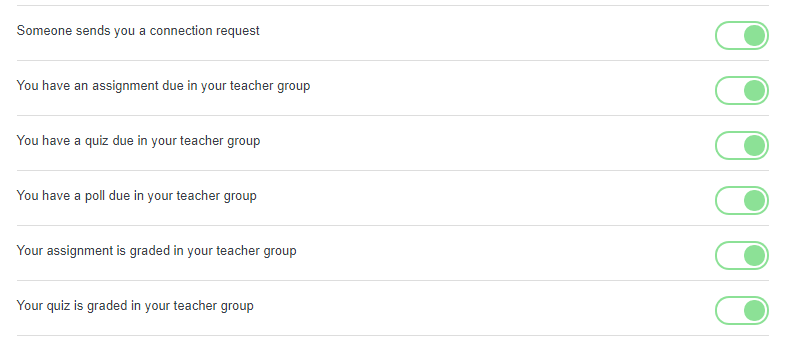 Someone sends you a connection request
You have an assignment due in your teacher group
You have a quiz due in your teacher group
You have a poll due in your teacher group
Your assignment is graded in your teacher group
Your quiz is graded in your teacher group